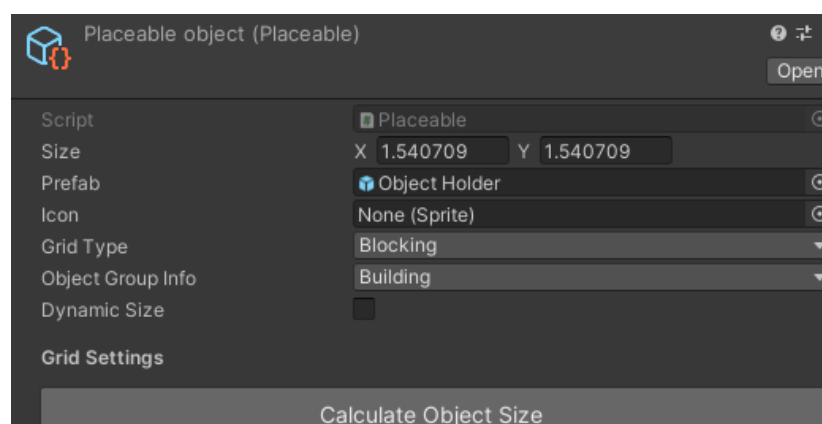 Placeable object (Placeable)
Open
Script Placeable
Size X 1.540709 Y 1.540709
Prefab Object Holder
Icon None (Sprite)
Grid Type Blocking
Object Group Info Building
Dynamic Size
Grid Settings
Calculate Object Size